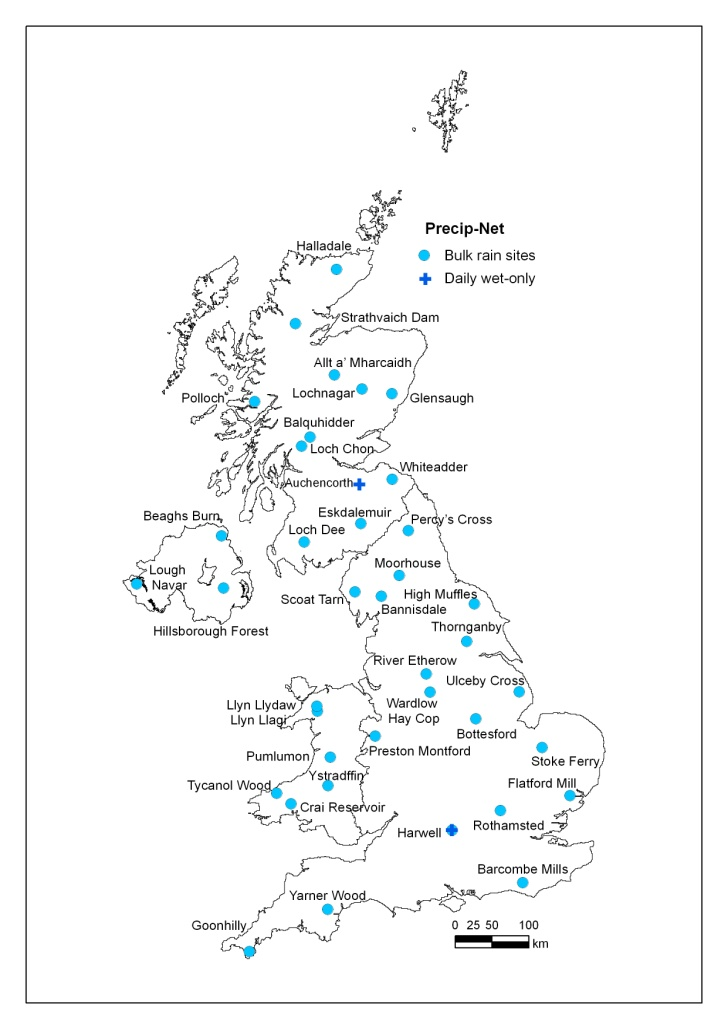 Precip-Net
Bulk rain sites
Daily wet-only
Halladale
Strathvaich Dam
Allt a' Mharcaidh
Lochnagar
Glensaugh
Polloch
Balquhidder
Loch Chon
Whiteadder
Auchencorth
Eskdalemuir
Percy's Cross
Beaghs Burn
Loch Dee
Moorhouse
Lough
Navar
Scoat Tarn
High Muffles
Bannisdale
Hillsborough Forest
Thornganby
River Etherow
Ulceby Cross
Llyn Llydaw
Llyn Llagi
Wardlow
Hay Cop
Bottesford
Preston Montford
Pumlumon
Stoke Ferry
Ystradffin
Tycanol Wood
Flatford Mill
Crai Reservoir
Rothamsted
Harwell
Barcombe Mills
Yarner Wood
Goonhilly
0 25 50 100
km